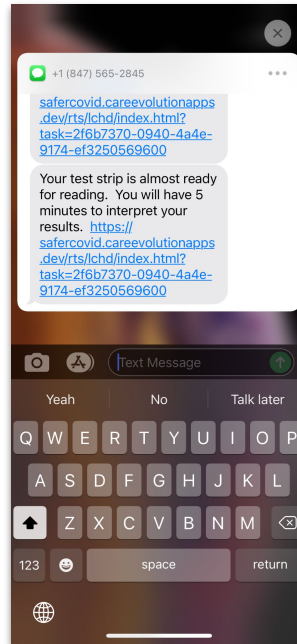 +1 (847) 565-2845
safercovid.careevolutionapps
.dev/rts/lchd/index.html?
task=2f6b7370-0940-4a4e-
9174-ef3250569600
Your test strip is almost ready
for reading.  You will have 5
minutes to interpret your
results.  https://
safercovid.careevolutionapps
.dev/rts/lchd/index.html?
task=2f6b7370-0940-4a4e-
9174-ef3250569600
Text Message
Yeah No Talk later
Q W E R T Y U I O P
A S D F G H J K L
Z X C V B N M
123 space return